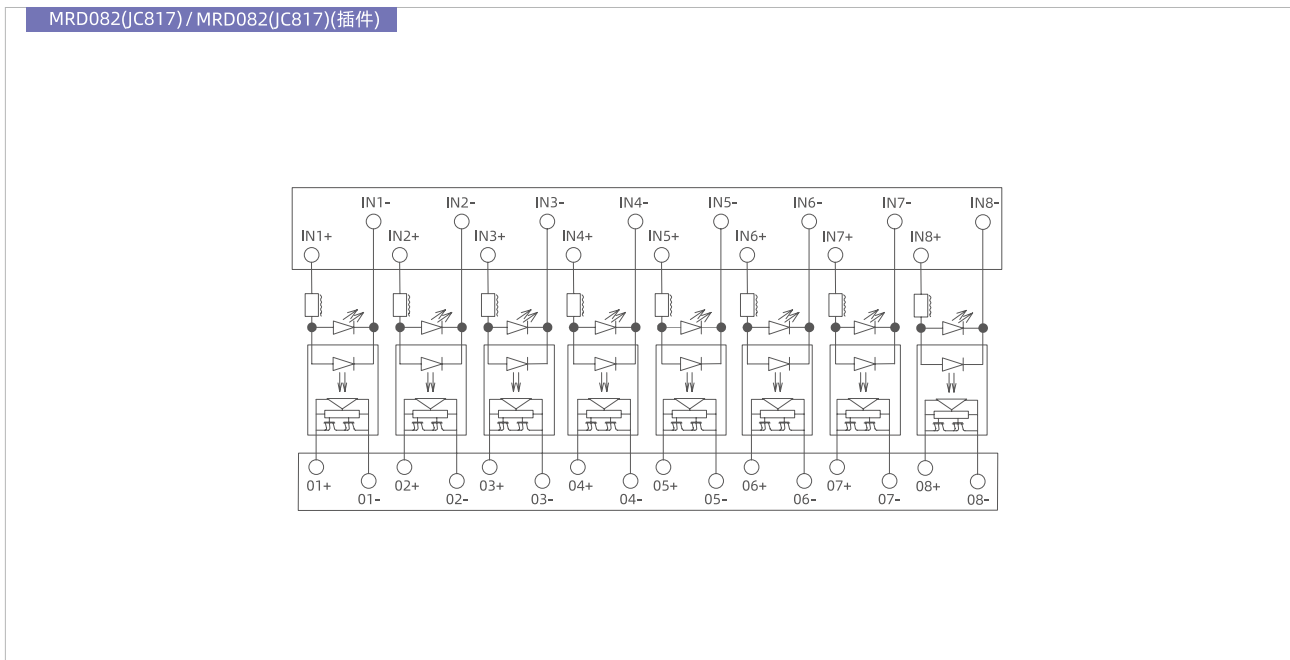 MRD082(JC817) / MRD082(JC817)(插件)
IN1- IN2- IN3- IN4- IN5- IN6- IN7- IN8-
IN1+ IN2+ IN3+ IN4+ IN5+ IN6+ IN7+ IN8+
01+ 02+ 03+ 04+ 05+ 06+ 07+ 08+
01- 02- 03- 04- 05- 06- 07- 08-